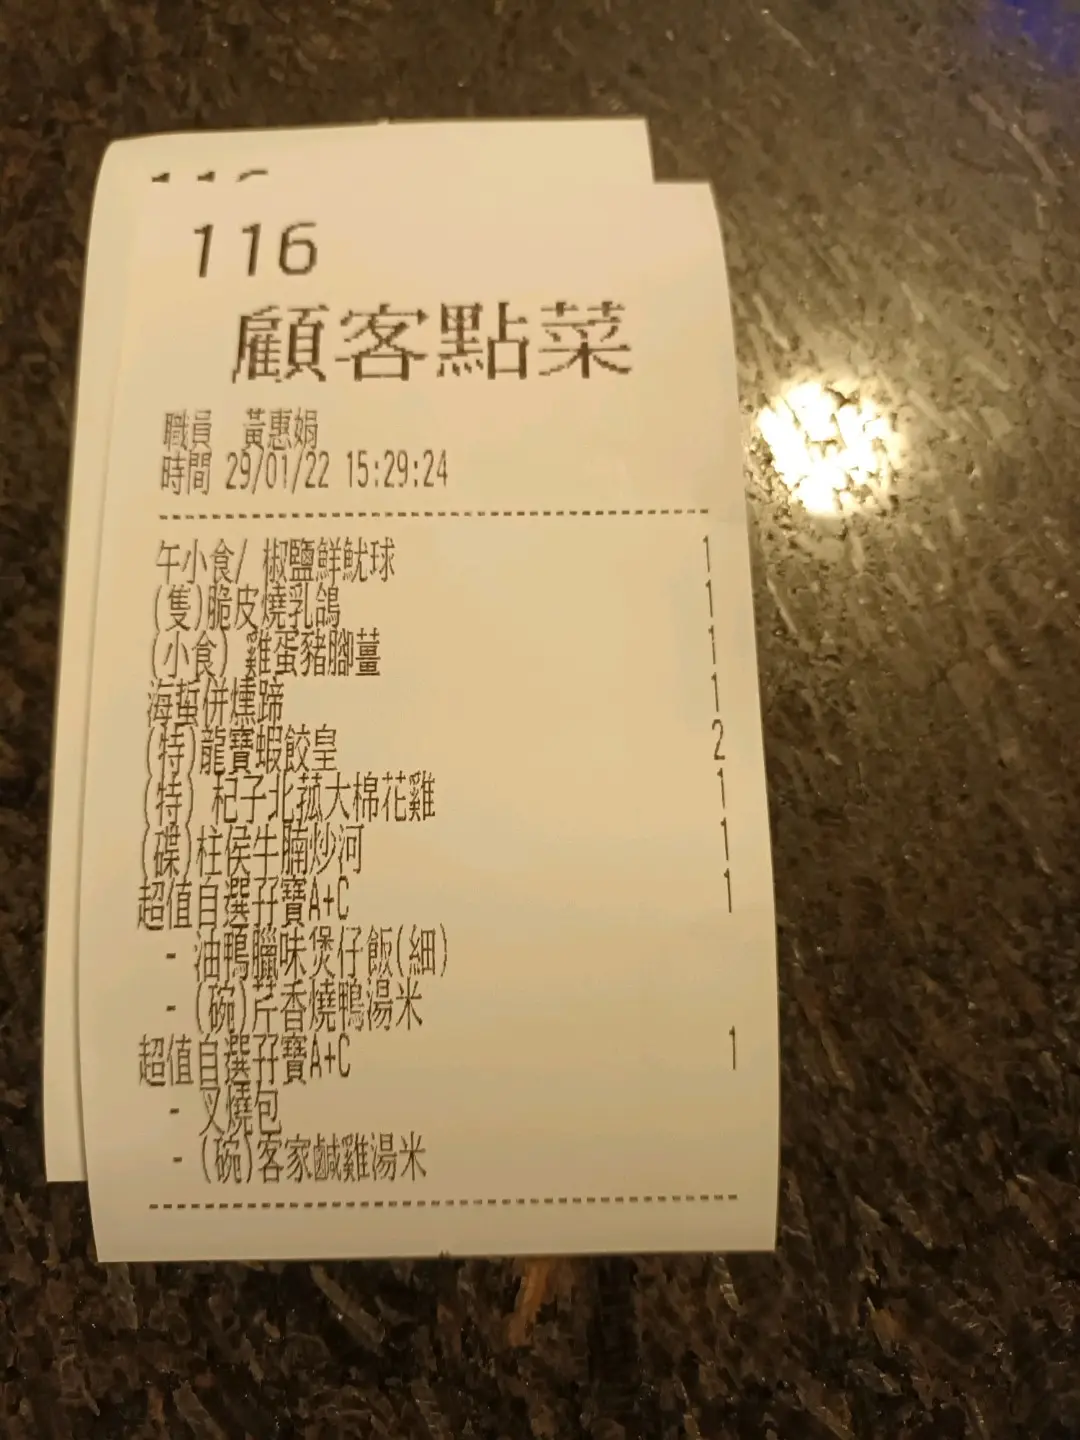 116
顧客點菜
職員 黃惠娟
時間 29/01/22 15:29:24
午小食/ 椒鹽鮮魷球 1
(隻)脆皮燒乳鴿 1
(小食) 雞蛋豬腳薑 1
海蜇併燻蹄 1
(特)龍寶蝦餃皇 2
(特) 杞子北菰大棉花雞 1
(碟)柱侯牛腩炒河 1
超值自選孖寶A+C 1
- 油鴨臘味煲仔飯(細)
- (碗)芹香燒鴨湯米
超值自選孖寶A+C 1
- 叉燒包
- (碗)客家鹹雞湯米